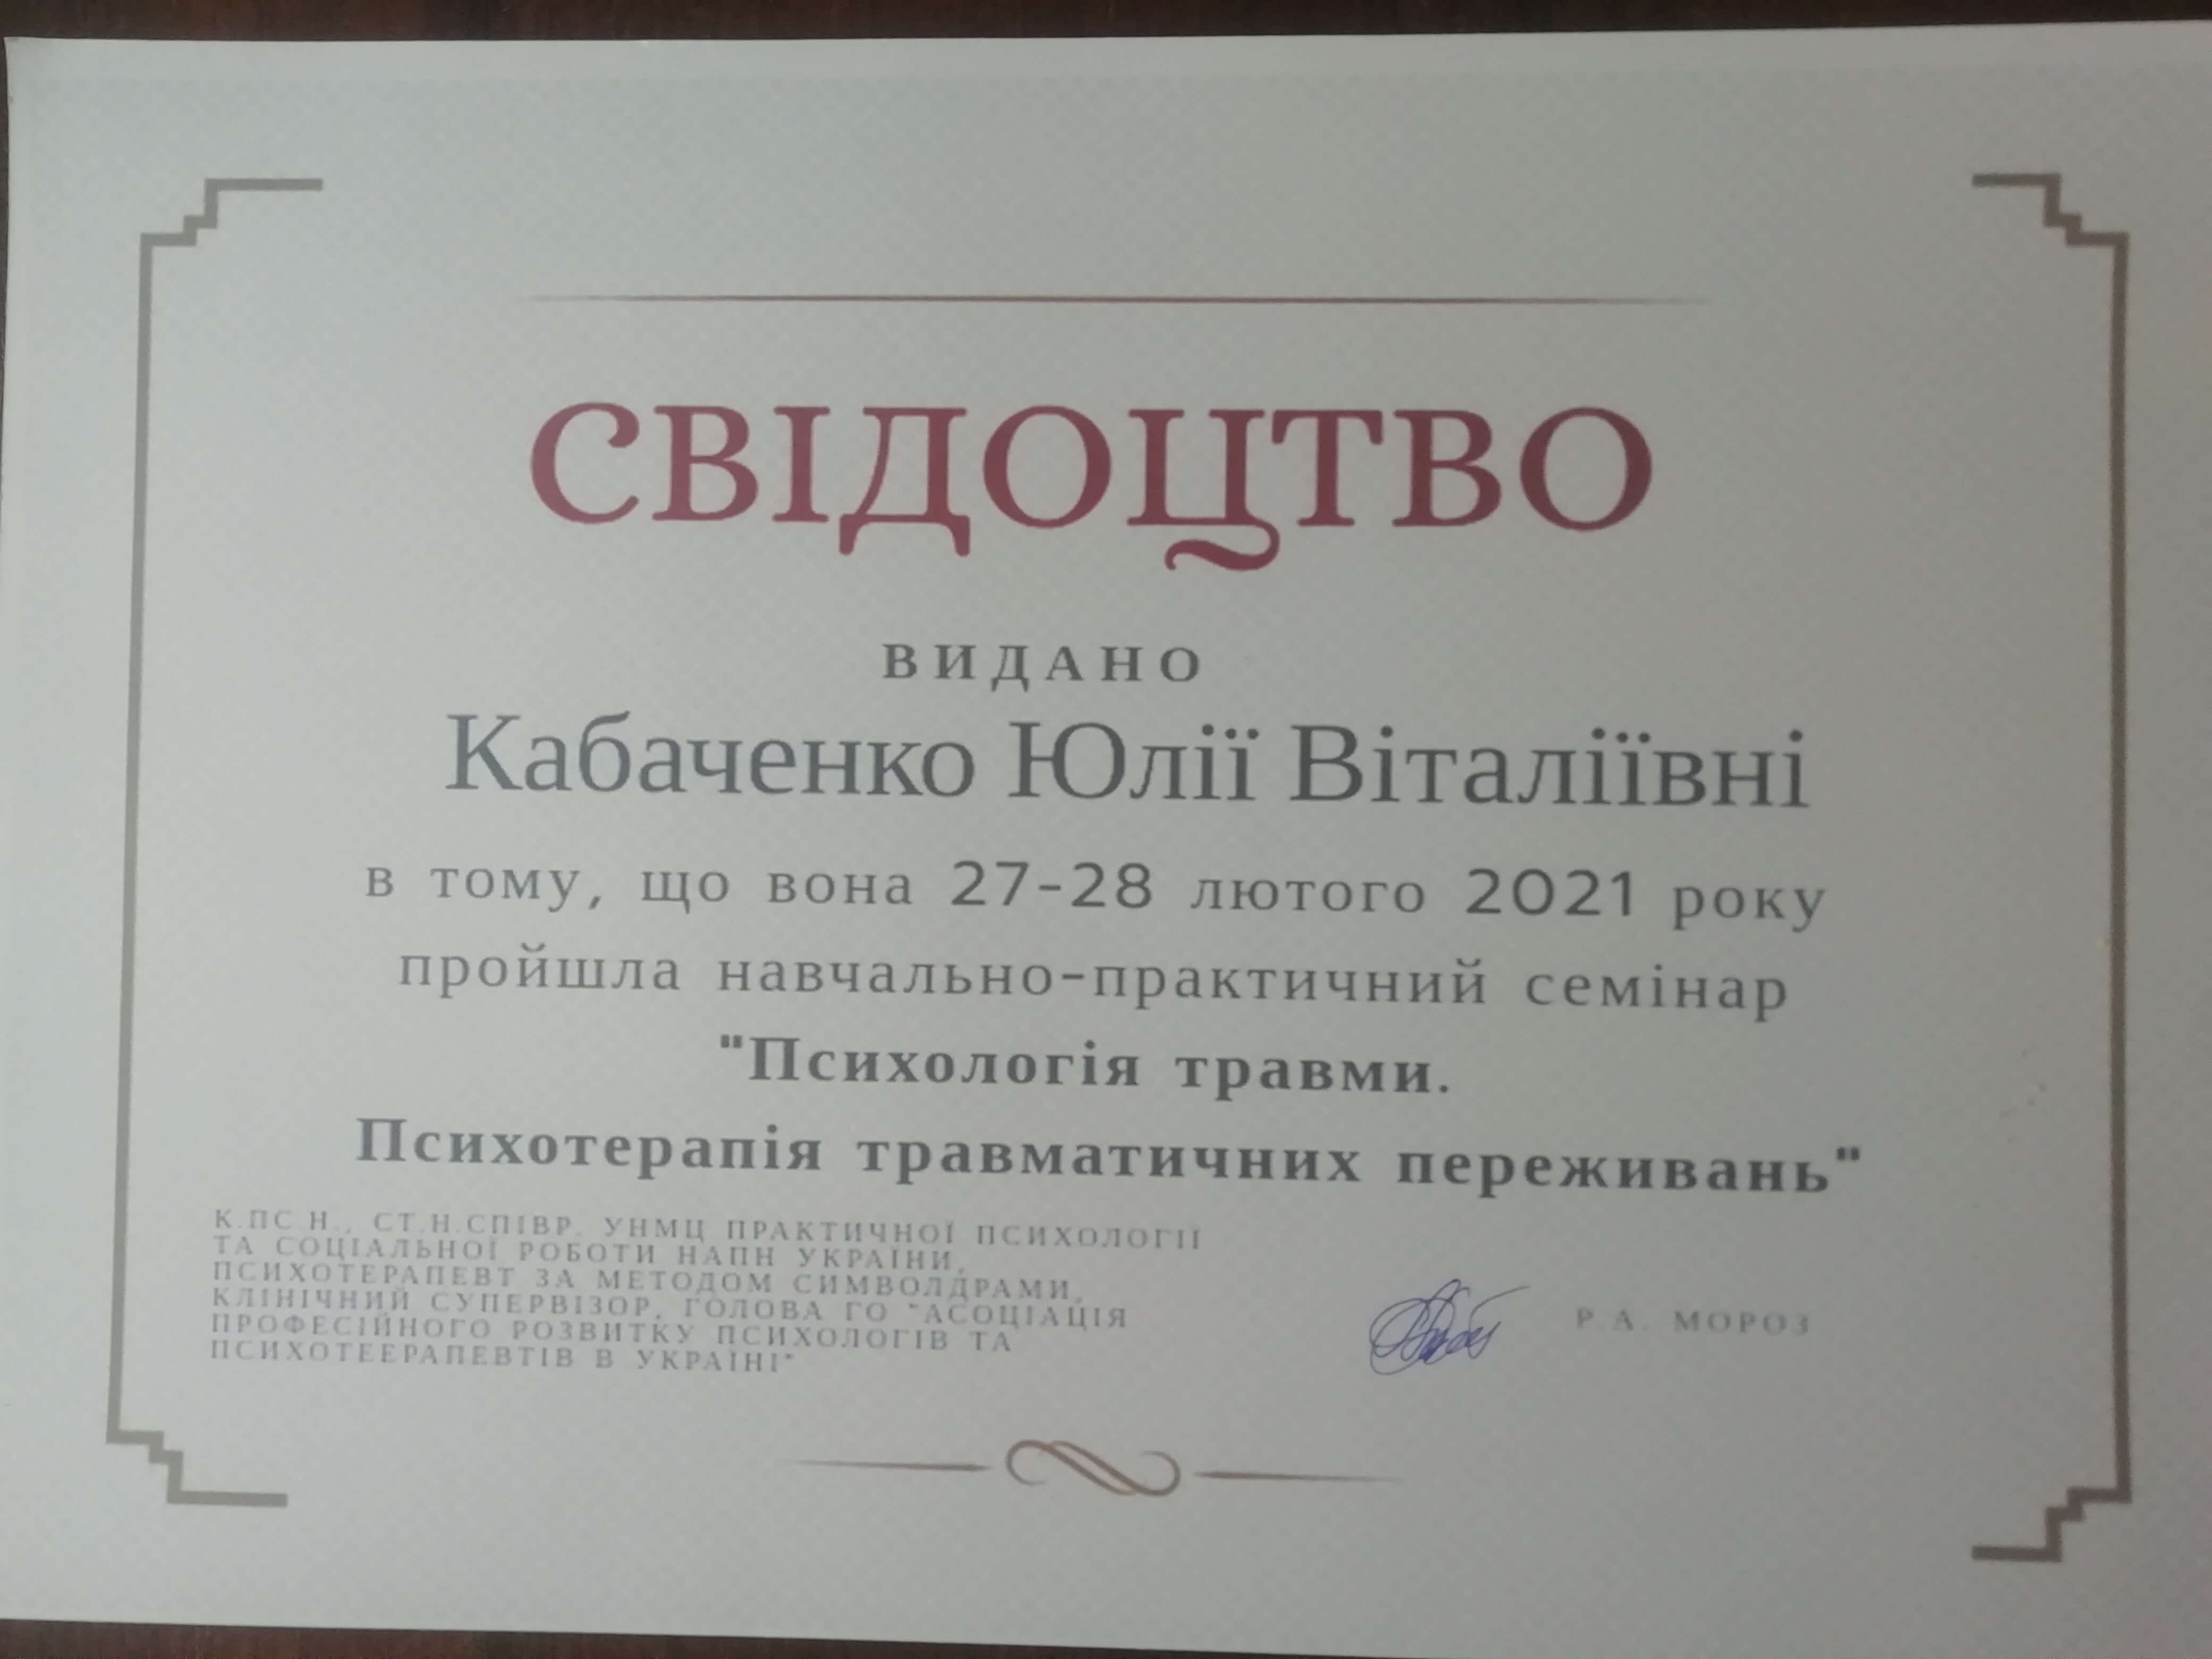 СВІДОЦТВО
ВИДАНО
Кабаченко Юлії Віталіївні
в тому, що вона 27-28 лютого 2021 року
пройшла навчально-практичний семінар
"Психологія травми.
Психотерапія травматичних переживань"
К.ПС.Н., СТ.Н.СПІВР. УНМЦ ПРАКТИЧНОЇ ПСИХОЛОГІЇ
ТА СОЦІАЛЬНОЇ РОБОТИ НАПН УКРАЇНИ,
ПСИХОТЕРАПЕВТ ЗА МЕТОДОМ СИМВОЛДРАМИ,
КЛІНІЧНИЙ СУПЕРВІЗОР, ГОЛОВА ГО "АСОЦІАЦІЯ
ПРОФЕСІЙНОГО РОЗВИТКУ ПСИХОЛОГІВ ТА
ПСИХОТЕЕРАПЕВТІВ В УКРАЇНІ"
Р.А. МОРОЗ